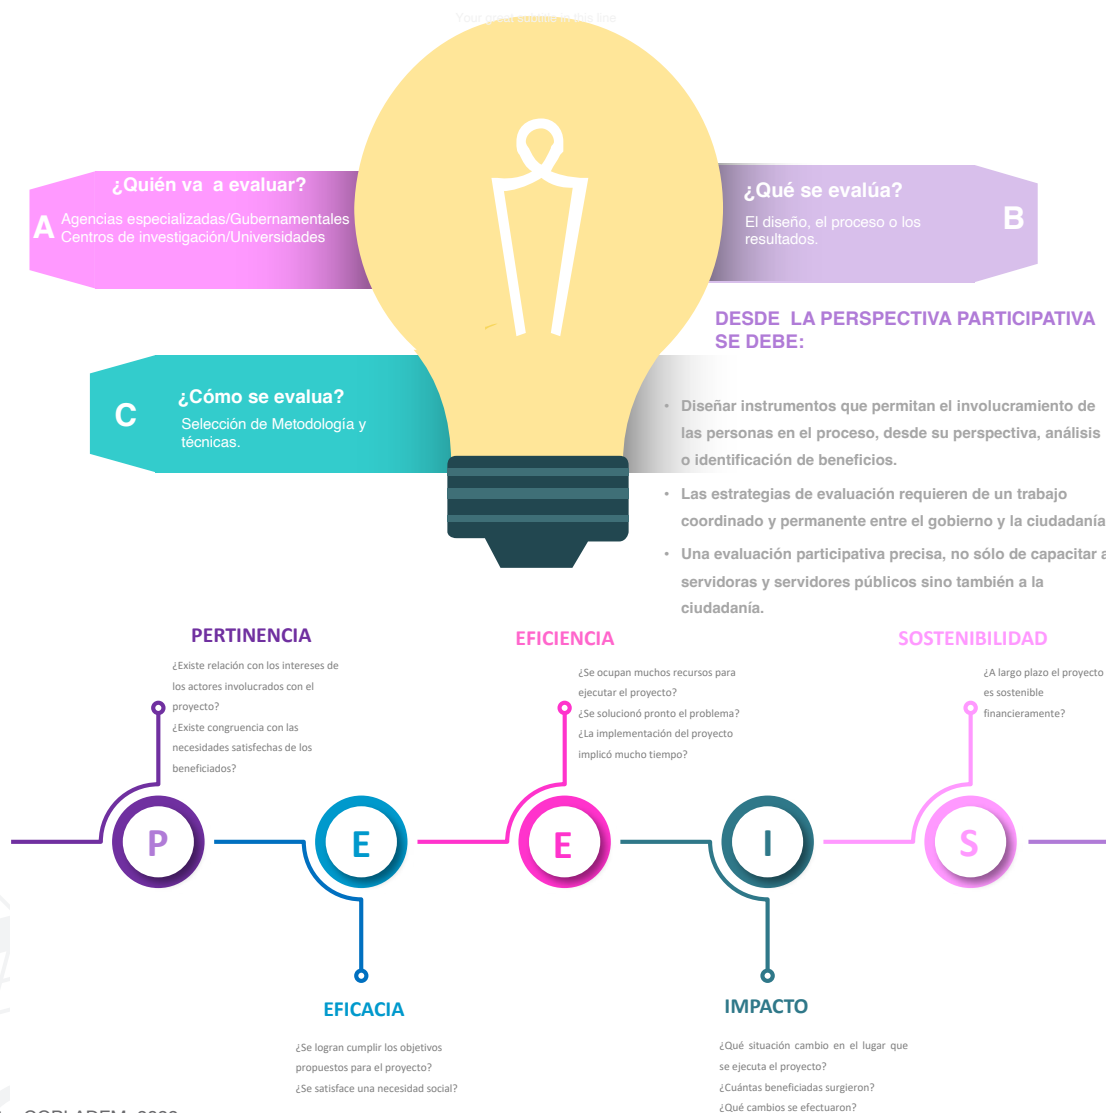 Your great subtitle in this line
¿Quién va a evaluar?
A
Agencias especializadas/Gubernamentales
Centros de investigación/Universidades
¿Qué se evalúa?
El diseño, el proceso o los
resultados.
B
DESDE LA PERSPECTIVA PARTICIPATIVA
SE DEBE:
C
¿Cómo se evalua?
Selección de Metodología y
técnicas.
• Diseñar instrumentos que permitan el involucramiento de
las personas en el proceso, desde su perspectiva, análisis
o identificación de beneficios.
• Las estrategias de evaluación requieren de un trabajo
coordinado y permanente entre el gobierno y la ciudadanía
• Una evaluación participativa precisa, no sólo de capacitar a
servidoras y servidores públicos sino también a la
ciudadanía.
PERTINENCIA
¿Existe relación con los intereses de
los actores involucrados con el
proyecto?
¿Existe congruencia con las
necesidades satisfechas de los
beneficiados?
EFICIENCIA
¿Se ocupan muchos recursos para
ejecutar el proyecto?
¿Se solucionó pronto el problema?
¿La implementación del proyecto
implicó mucho tiempo?
SOSTENIBILIDAD
¿A largo plazo el proyecto
es sostenible
financieramente?
P
E
E
I
S
EFICACIA
¿Se logran cumplir los objetivos
propuestos para el proyecto?
¿Se satisface una necesidad social?
IMPACTO
¿Qué situación cambio en el lugar que
se ejecuta el proyecto?
¿Cuántas beneficiadas surgieron?
¿Qué cambios se efectuaron?